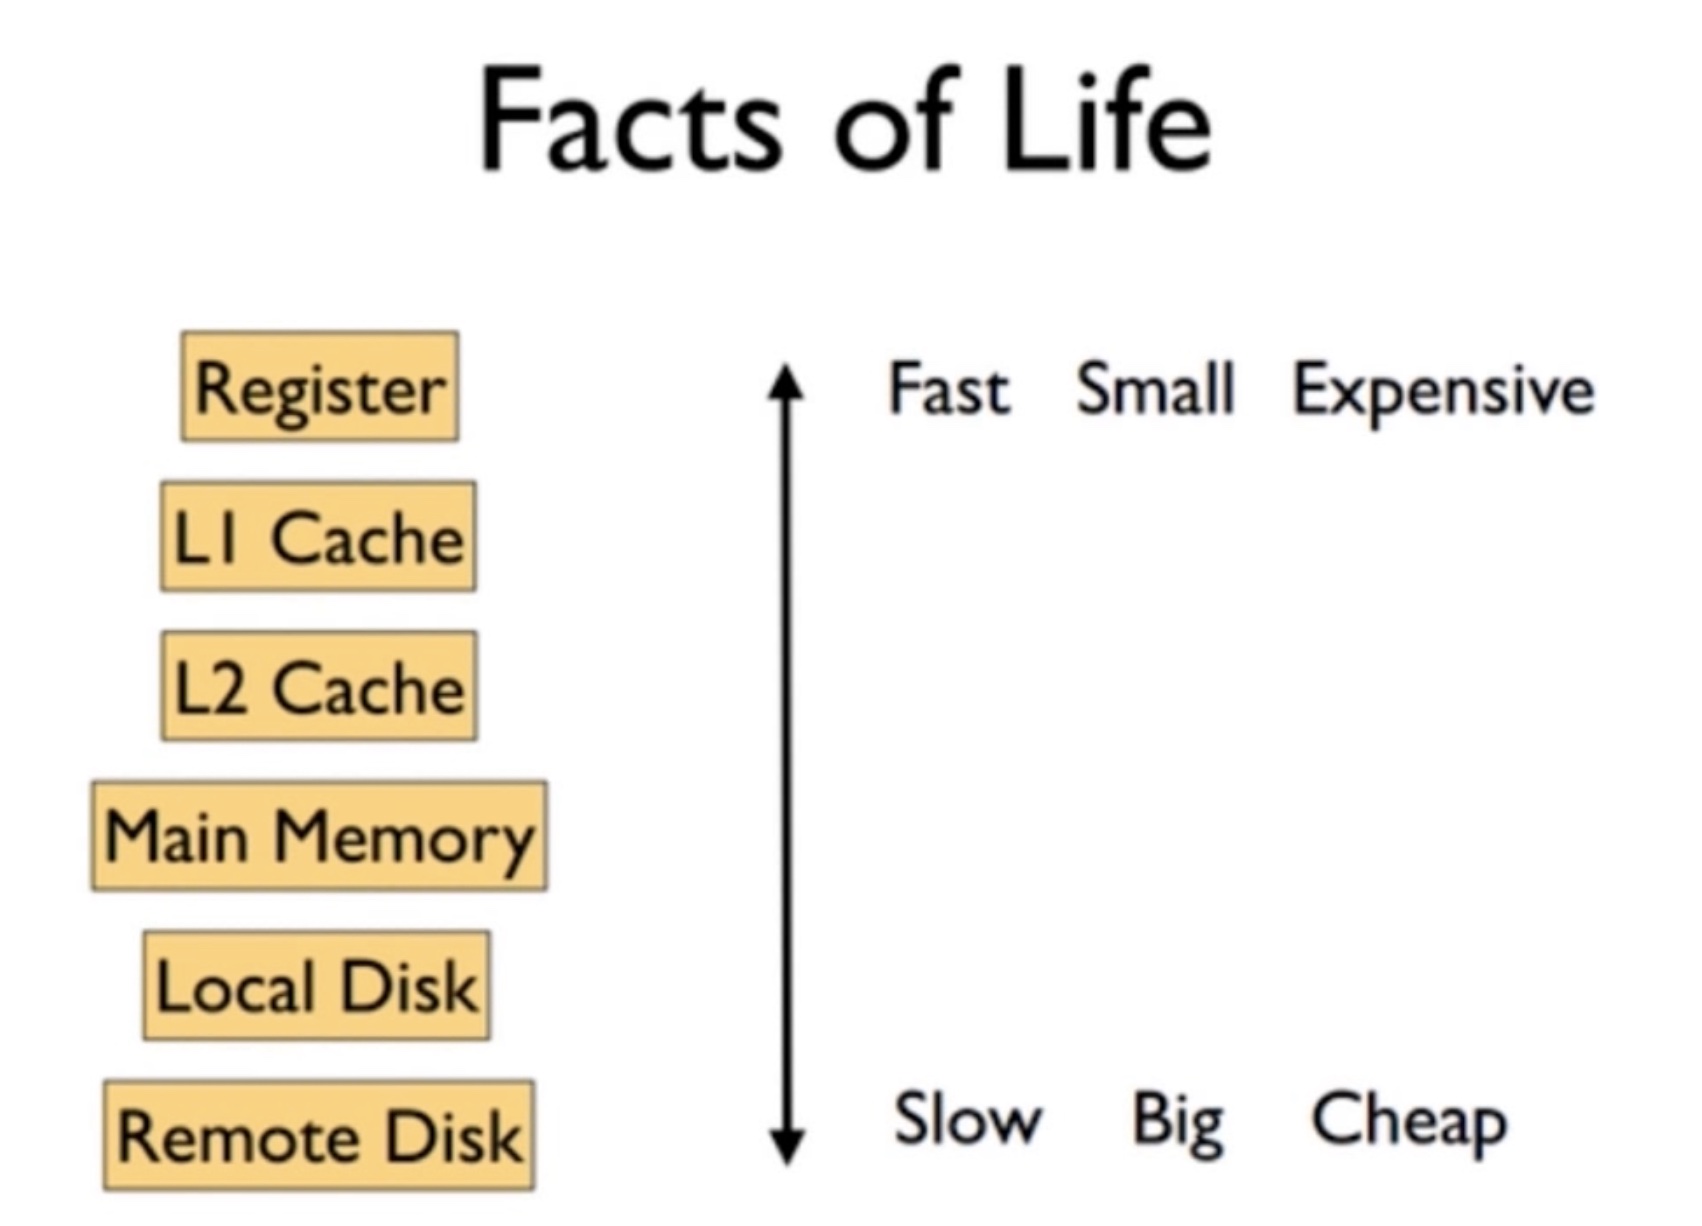 Facts of Life
Register
Fast Small Expensive
L1 Cache
L2 Cache
Main Memory
Local Disk
Remote Disk
Slow Big Cheap